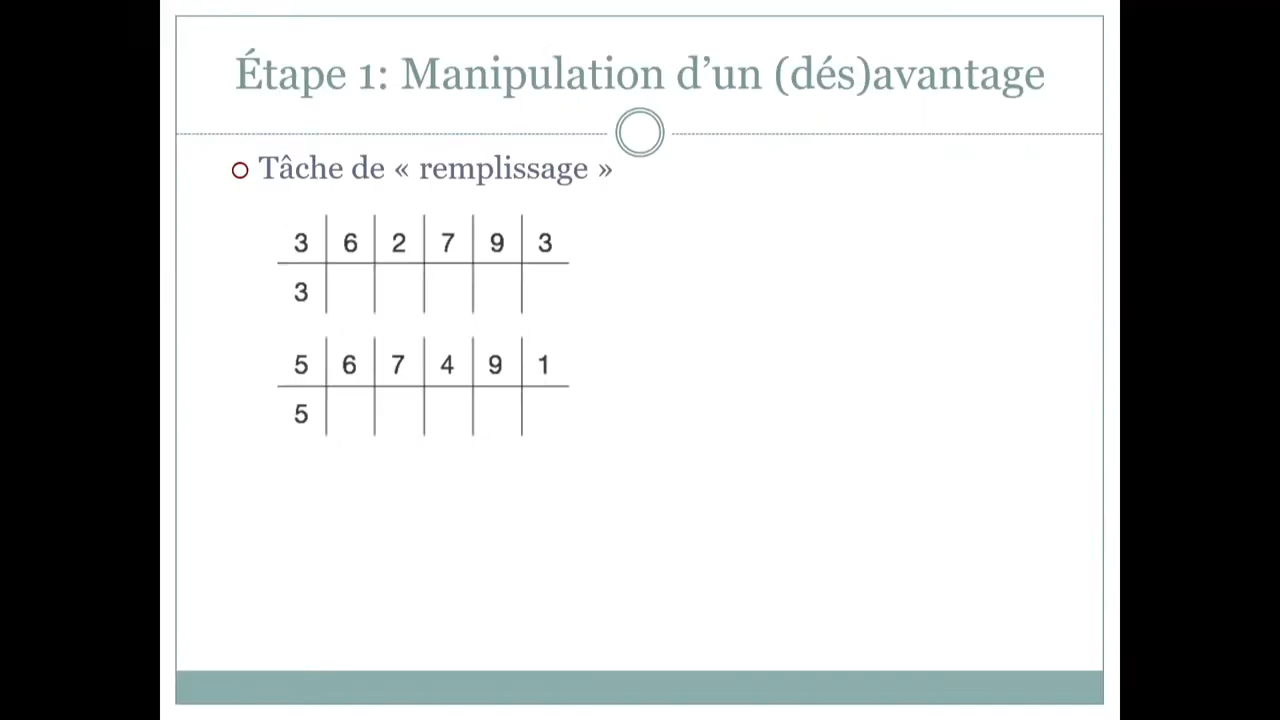 Étape 1: Manipulation d’un (dés)avantage
Tâche de « remplissage »
3 6 2 7 9 3
3
5 6 7 4 9 1
5